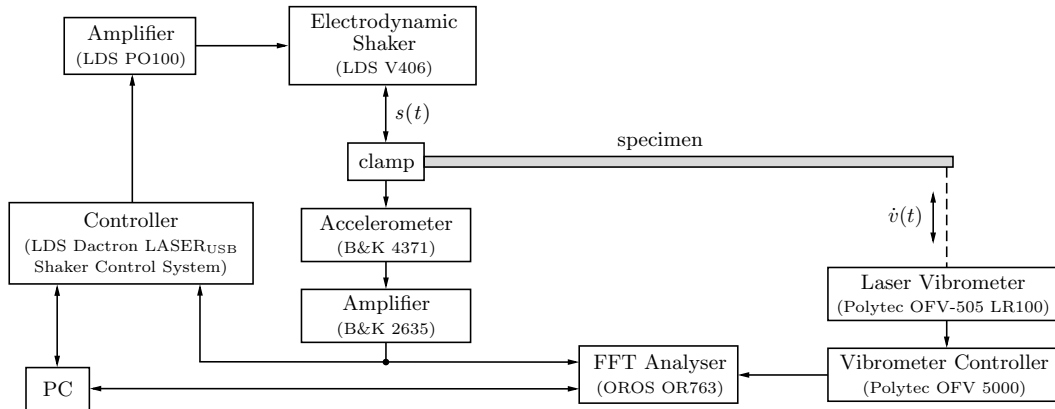 Amplifier
(LDS PO100)
Electrodynamic
Shaker
(LDS V406)
s(t)
specimen
clamp
Controller
(LDS Dactron LASER_USB
Shaker Control System)
Accelerometer
(B&K 4371)
v̇(t)
Amplifier
(B&K 2635)
Laser Vibrometer
(Polytec OFV-505 LR100)
PC
FFT Analyser
(OROS OR763)
Vibrometer Controller
(Polytec OFV 5000)